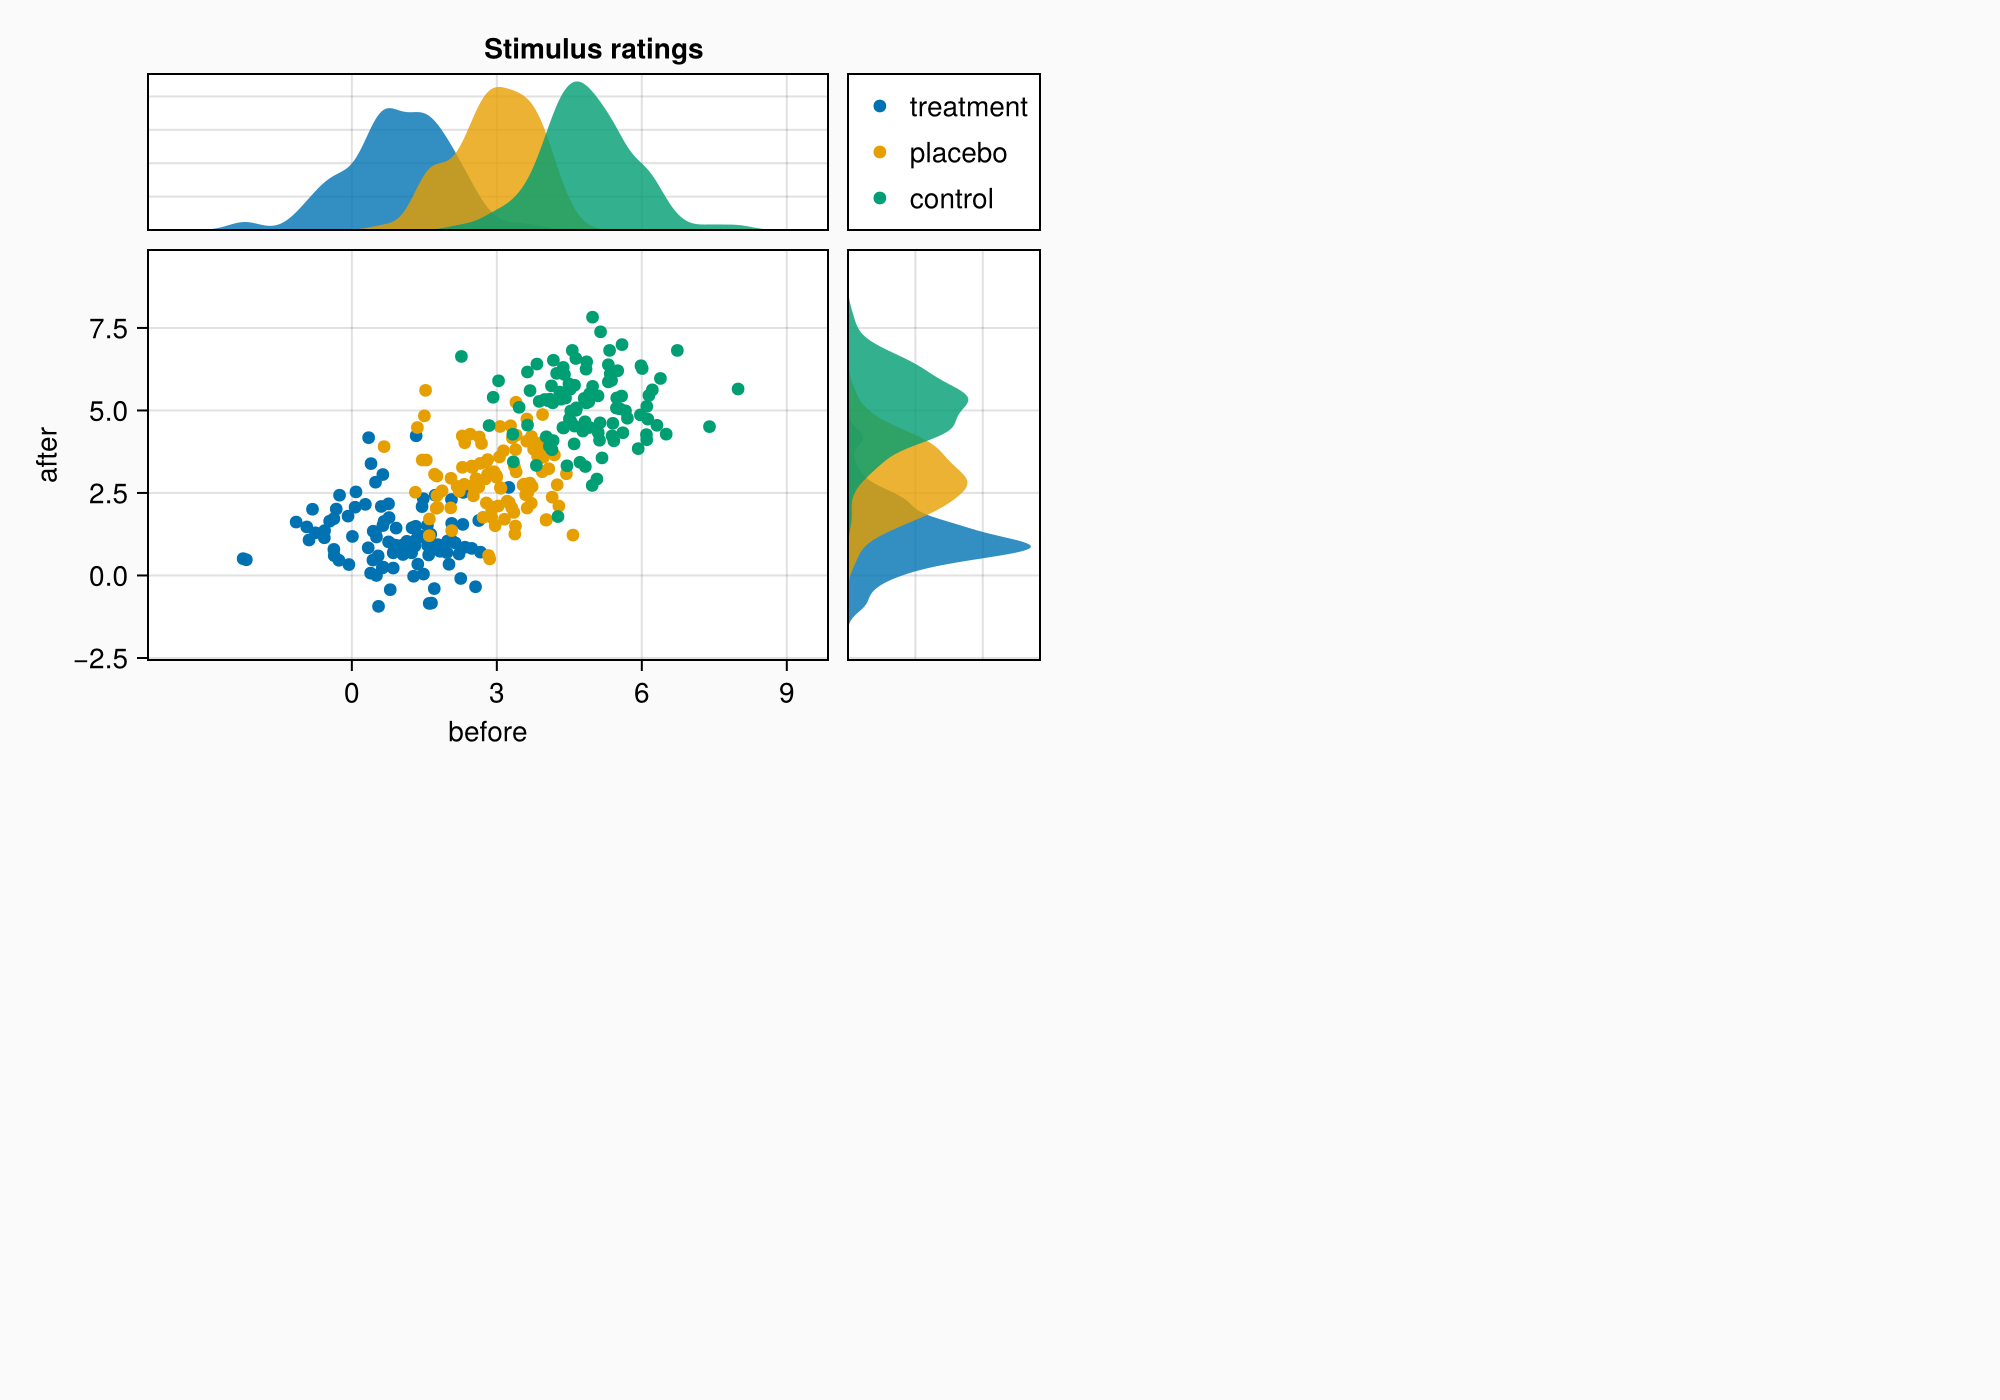 Stimulus ratings
treatment
placebo
control
after
7.5
5.0
2.5
0.0
−2.5
0 3 6 9
before